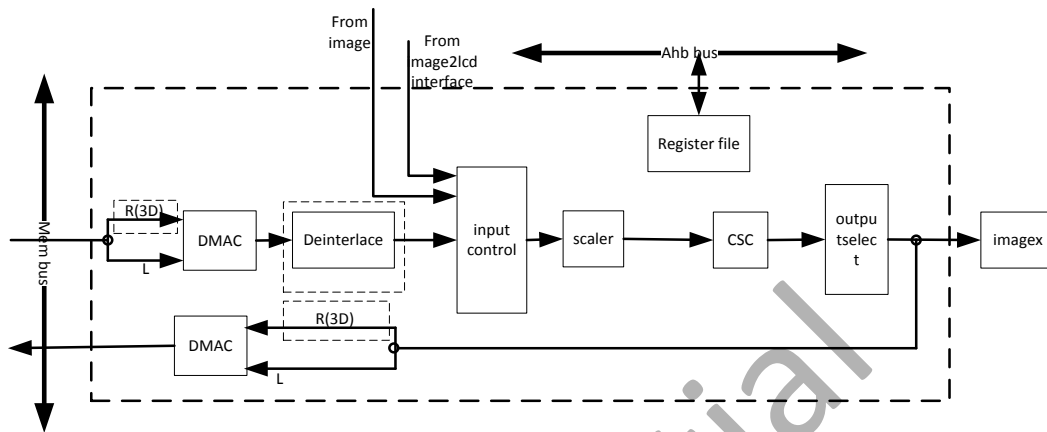 From
image
From
mage2lcd
interface
Ahb bus
Register file
Mem bus
R(3D)
L
DMAC
Deinterlace
input
control
scaler
CSC
outpu
tselec
t
imagex
DMAC
R(3D)
L